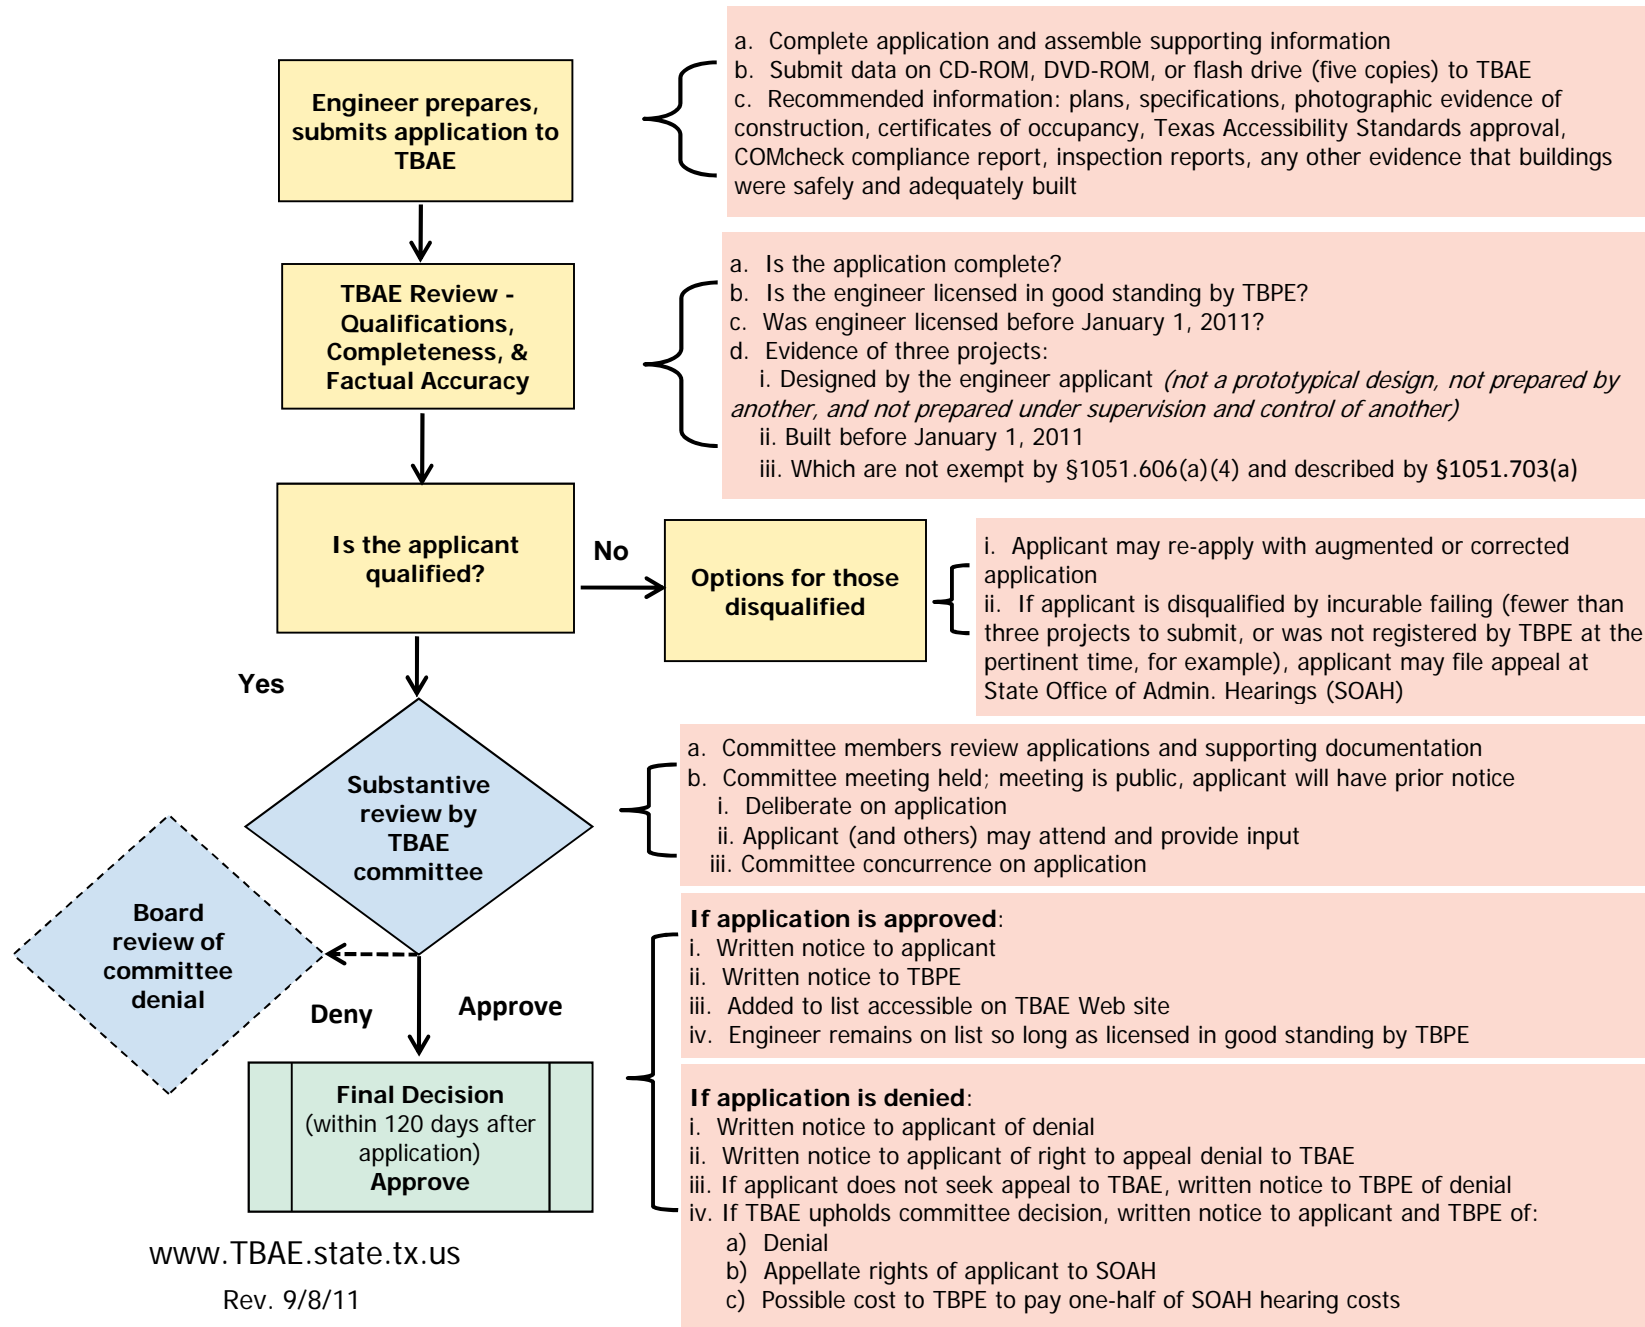 Engineer prepares,
submits application to
TBAE
a. Complete application and assemble supporting information
b. Submit data on CD-ROM, DVD-ROM, or flash drive (five copies) to TBAE
c. Recommended information: plans, specifications, photographic evidence of
construction, certificates of occupancy, Texas Accessibility Standards approval,
COMcheck compliance report, inspection reports, any other evidence that buildings
were safely and adequately built
TBAE Review -
Qualifications,
Completeness, &
Factual Accuracy
a. Is the application complete?
b. Is the engineer licensed in good standing by TBPE?
c. Was engineer licensed before January 1, 2011?
d. Evidence of three projects:
i. Designed by the engineer applicant (not a prototypical design, not prepared by
another, and not prepared under supervision and control of another)
ii. Built before January 1, 2011
iii. Which are not exempt by §1051.606(a)(4) and described by §1051.703(a)
Is the applicant
qualified?
No
Options for those
disqualified
i. Applicant may re-apply with augmented or corrected
application
ii. If applicant is disqualified by incurable failing (fewer than
three projects to submit, or was not registered by TBPE at the
pertinent time, for example), applicant may file appeal at
State Office of Admin. Hearings (SOAH)
Yes
Substantive
review by
TBAE
committee
a. Committee members review applications and supporting documentation
b. Committee meeting held; meeting is public, applicant will have prior notice
i. Deliberate on application
ii. Applicant (and others) may attend and provide input
iii. Committee concurrence on application
Board
review of
committee
denial
Deny
Approve
If application is approved:
i. Written notice to applicant
ii. Written notice to TBPE
iii. Added to list accessible on TBAE Web site
iv. Engineer remains on list so long as licensed in good standing by TBPE
Final Decision
(within 120 days after
application)
Approve
If application is denied:
i. Written notice to applicant of denial
ii. Written notice to applicant of right to appeal denial to TBAE
iii. If applicant does not seek appeal to TBAE, written notice to TBPE of denial
iv. If TBAE upholds committee decision, written notice to applicant and TBPE of:
a) Denial
b) Appellate rights of applicant to SOAH
c) Possible cost to TBPE to pay one-half of SOAH hearing costs
www.TBAE.state.tx.us
Rev. 9/8/11